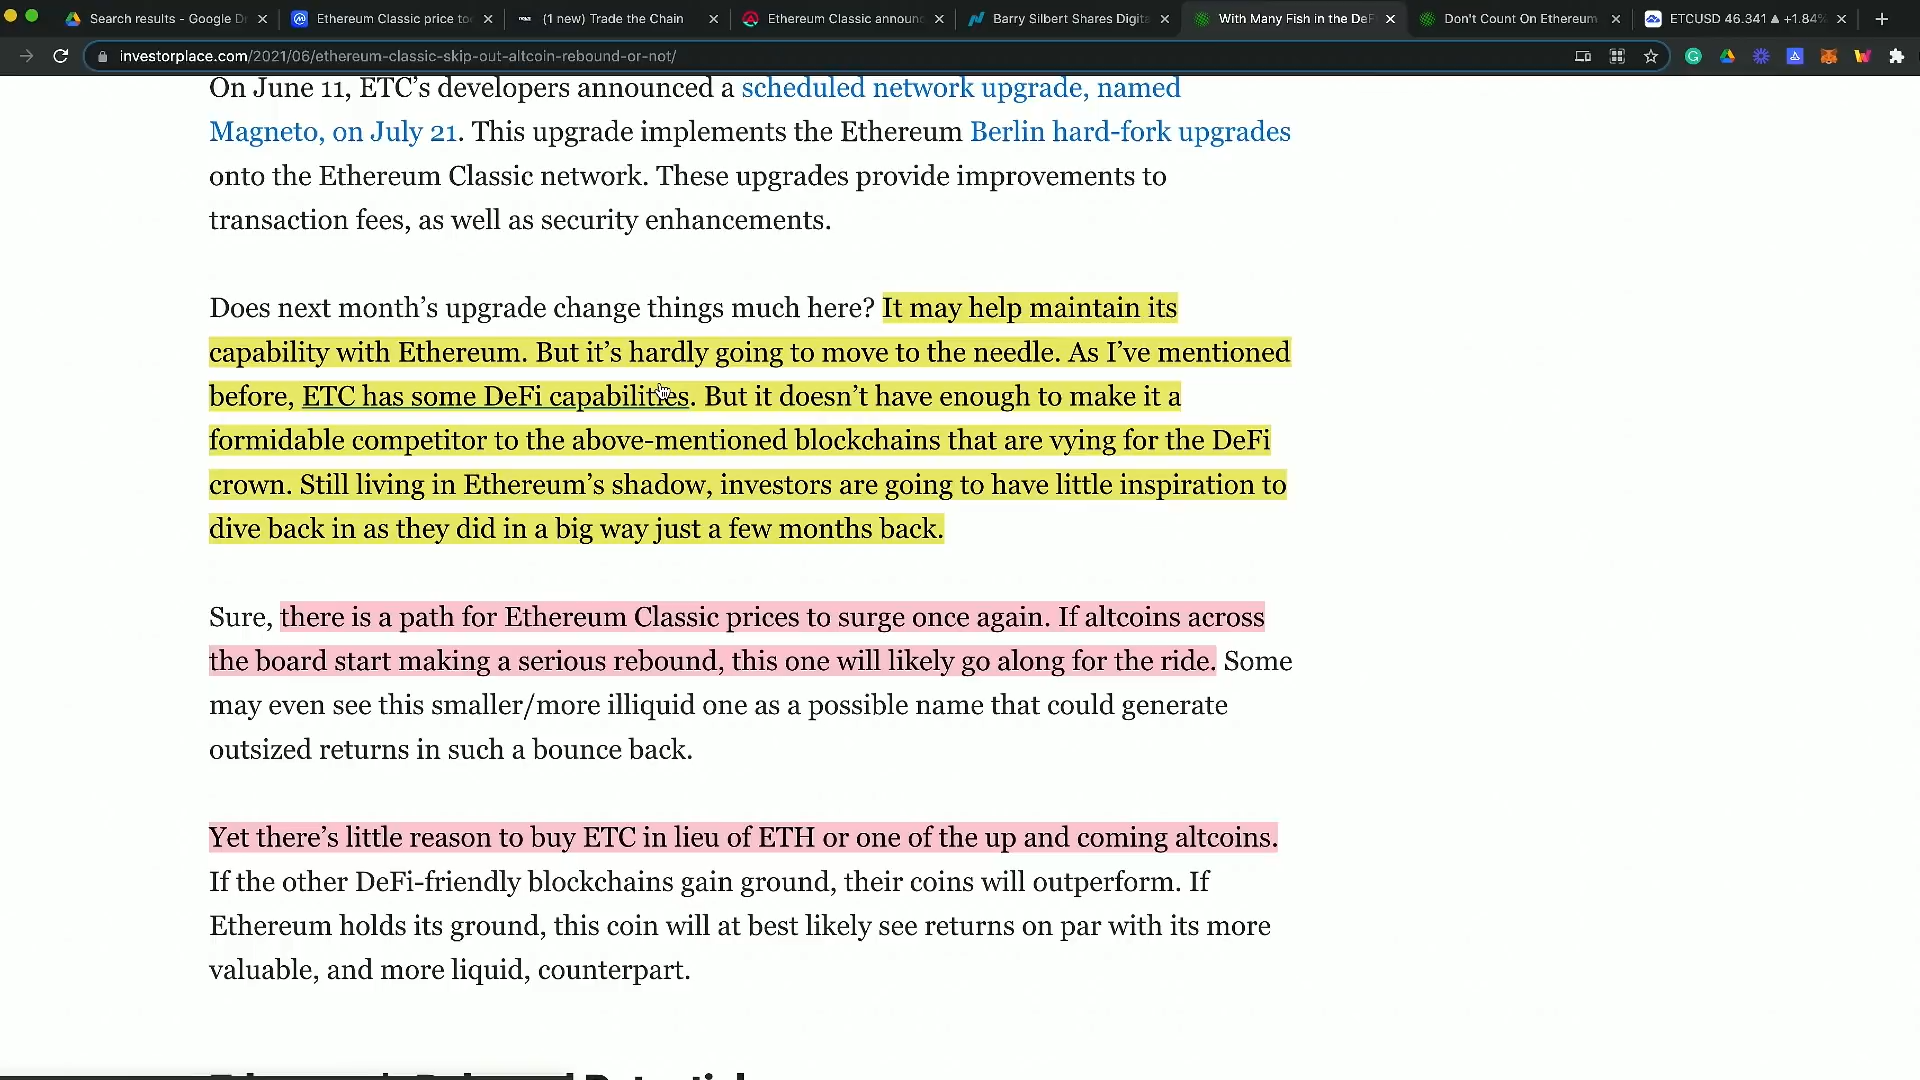 Search results - Google Dr
Ethereum Classic price to
(1 new) Trade the Chain
Ethereum Classic announ
Barry Silbert Shares Digita
With Many Fish in the DeF
Don't Count On Ethereum
ETCUSD 46.341 ▲ +1.84%
investorplace.com/2021/06/ethereum-classic-skip-out-altcoin-rebound-or-not/
On June 11, ETC’s developers announced a scheduled network upgrade, named
Magneto, on July 21. This upgrade implements the Ethereum Berlin hard-fork upgrades
onto the Ethereum Classic network. These upgrades provide improvements to
transaction fees, as well as security enhancements.
Does next month’s upgrade change things much here? It may help maintain its
capability with Ethereum. But it’s hardly going to move to the needle. As I’ve mentioned
before, ETC has some DeFi capabilities. But it doesn’t have enough to make it a
formidable competitor to the above-mentioned blockchains that are vying for the DeFi
crown. Still living in Ethereum’s shadow, investors are going to have little inspiration to
dive back in as they did in a big way just a few months back.
Sure, there is a path for Ethereum Classic prices to surge once again. If altcoins across
the board start making a serious rebound, this one will likely go along for the ride. Some
may even see this smaller/more illiquid one as a possible name that could generate
outsized returns in such a bounce back.
Yet there’s little reason to buy ETC in lieu of ETH or one of the up and coming altcoins.
If the other DeFi-friendly blockchains gain ground, their coins will outperform. If
Ethereum holds its ground, this coin will at best likely see returns on par with its more
valuable, and more liquid, counterpart.